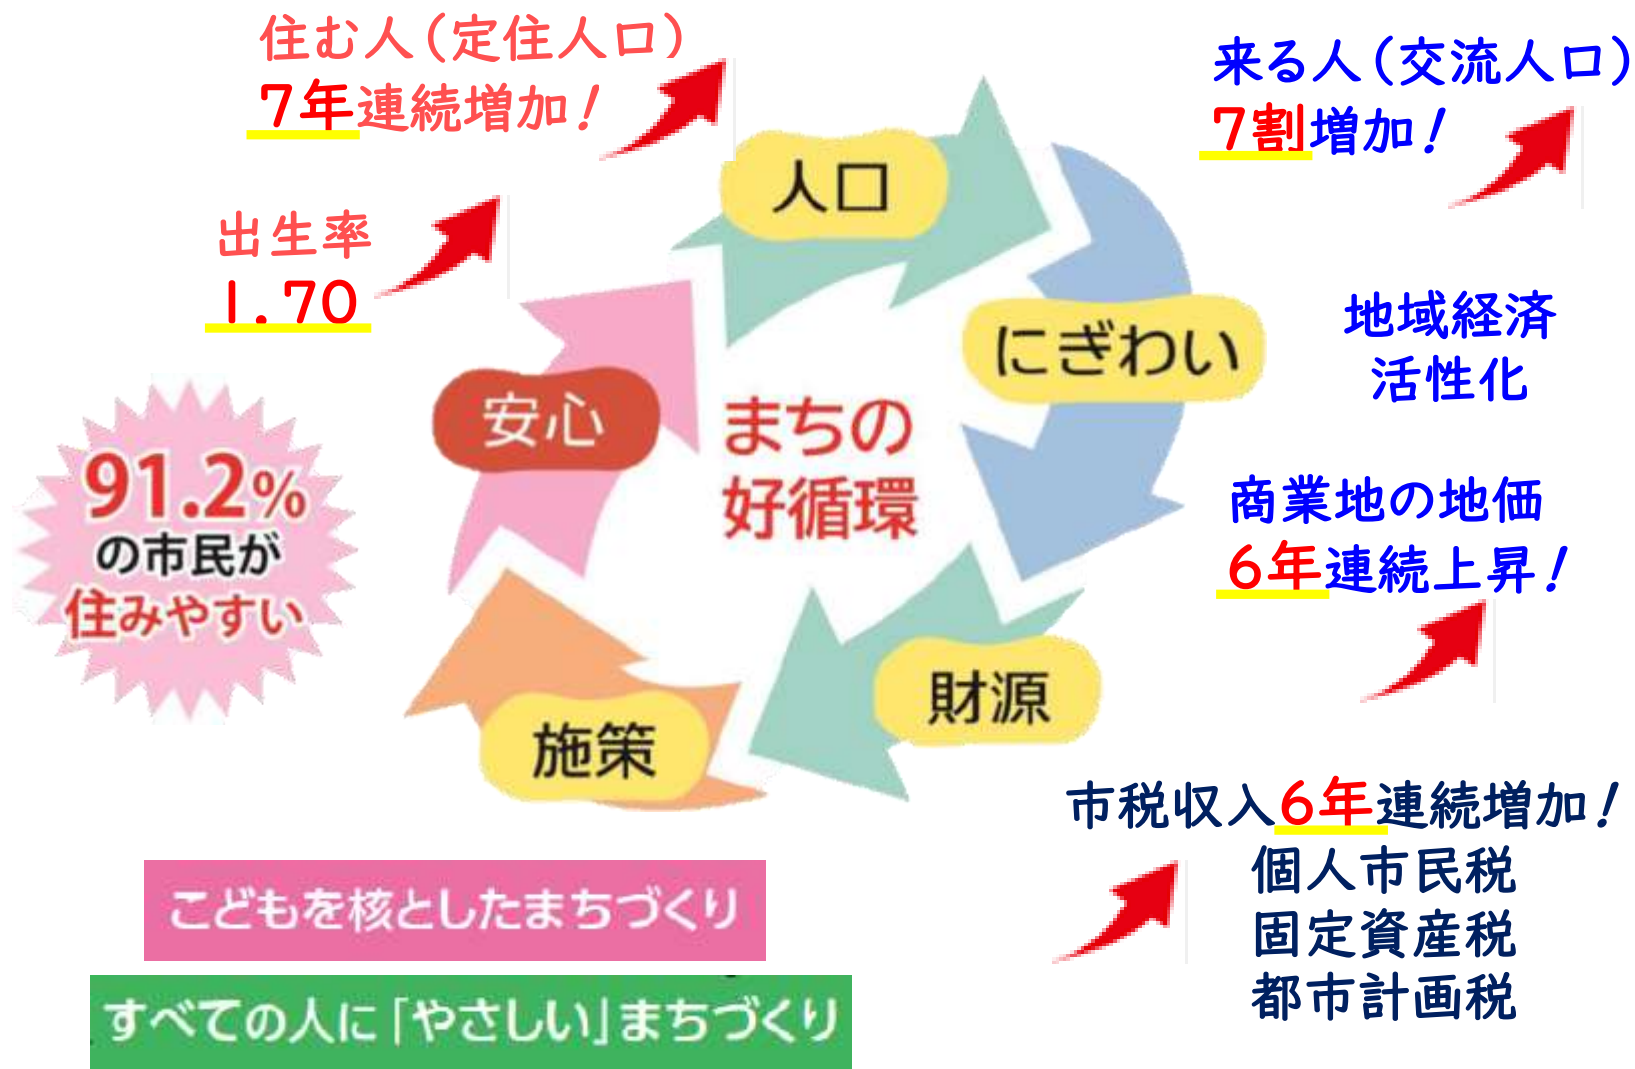 住む人(定住人口)
7年連続増加!
出生率
1.70
来る人(交流人口)
7割増加!
地域経済
活性化
商業地の地価
6年連続上昇!
市税収入6年連続増加!
個人市民税
固定資産税
都市計画税
人口
にぎわい
財源
施策
安心
まちの
好循環
91.2%
の市民が
住みやすい
こどもを核としたまちづくり
すべての人に「やさしい」まちづくり